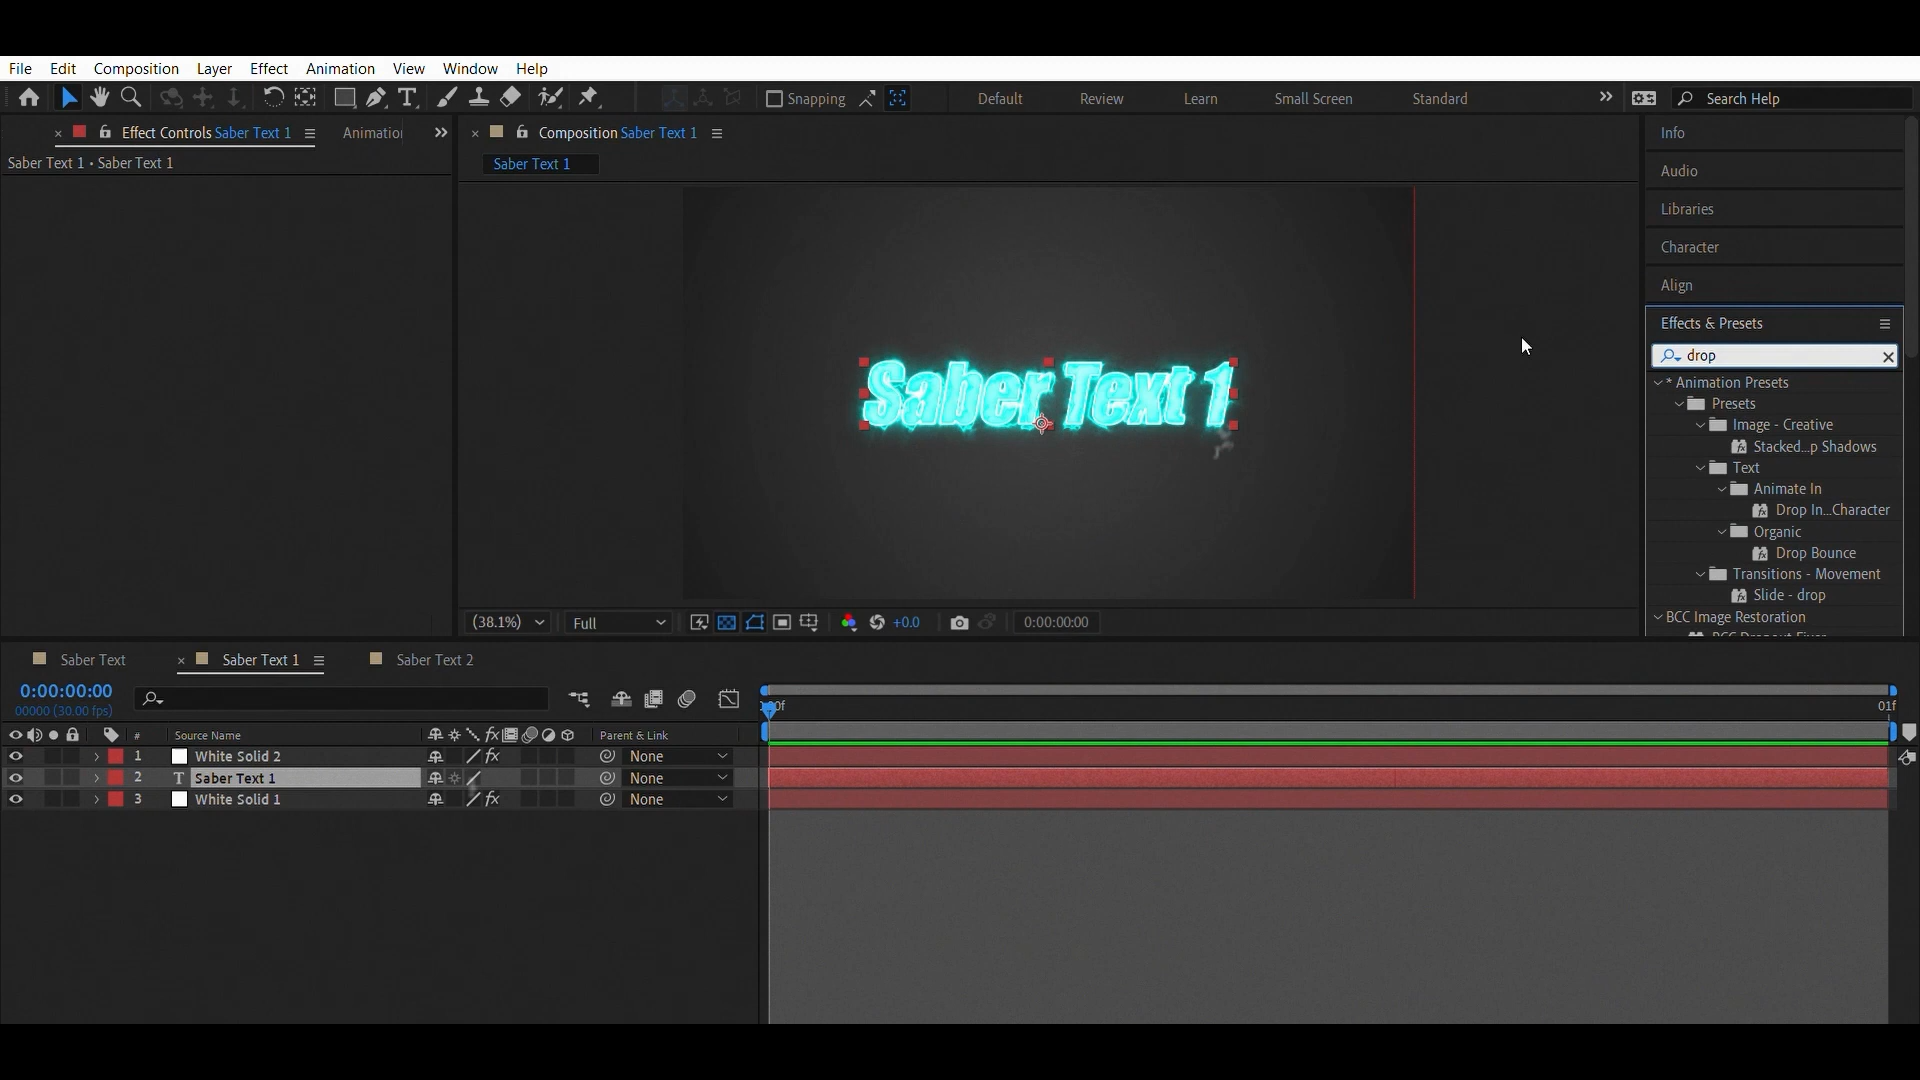 File Edit Composition Layer Effect Animation View Window Help
Snapping Default Review Learn Small Screen Standard Search Help
Effect Controls Saber Text 1 Animatio
Composition Saber Text 1
Saber Text 1 • Saber Text 1
Saber Text 1
Saber Text 1
(38.1%) Full +0.0 0:00:00:00
Info
Audio
Libraries
Character
Align
Effects & Presets
drop
* Animation Presets
Presets
Image - Creative
Stacked...p Shadows
Text
Animate In
Drop In...Character
Organic
Drop Bounce
Transitions - Movement
Slide - drop
BCC Image Restoration
Saber Text Saber Text 1 Saber Text 2
0:00:00:00
00000 (30.00 fps)
01f
# Source Name Parent & Link
1 White Solid 2 None
2 T Saber Text 1 None
3 White Solid 1 None